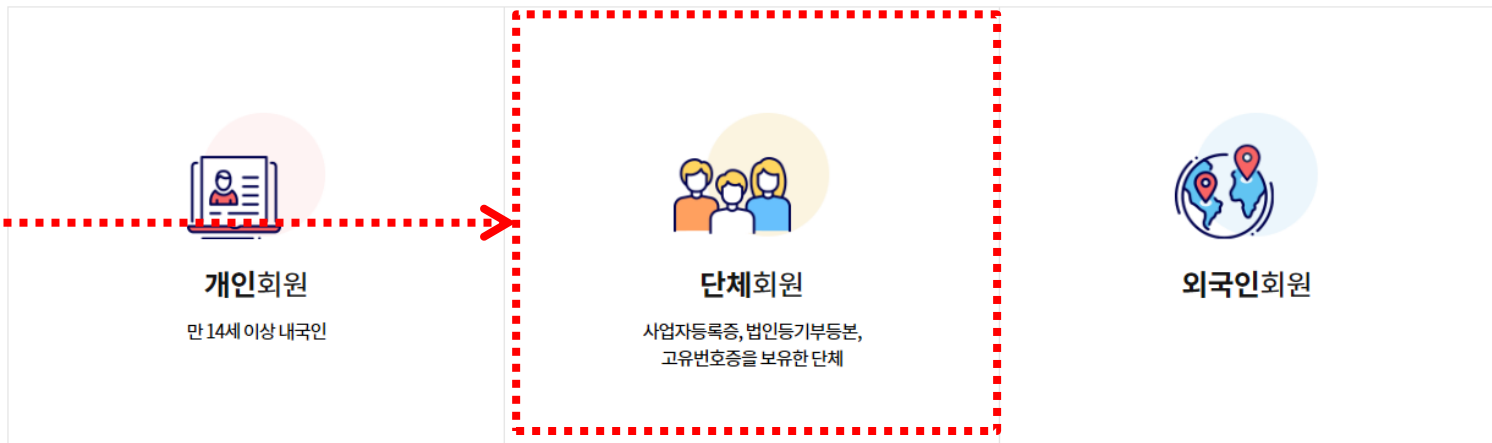 개인회원
만 14세 이상 내국인
단체회원
사업자등록증, 법인등기부등본,
고유번호증을 보유한 단체
외국인회원